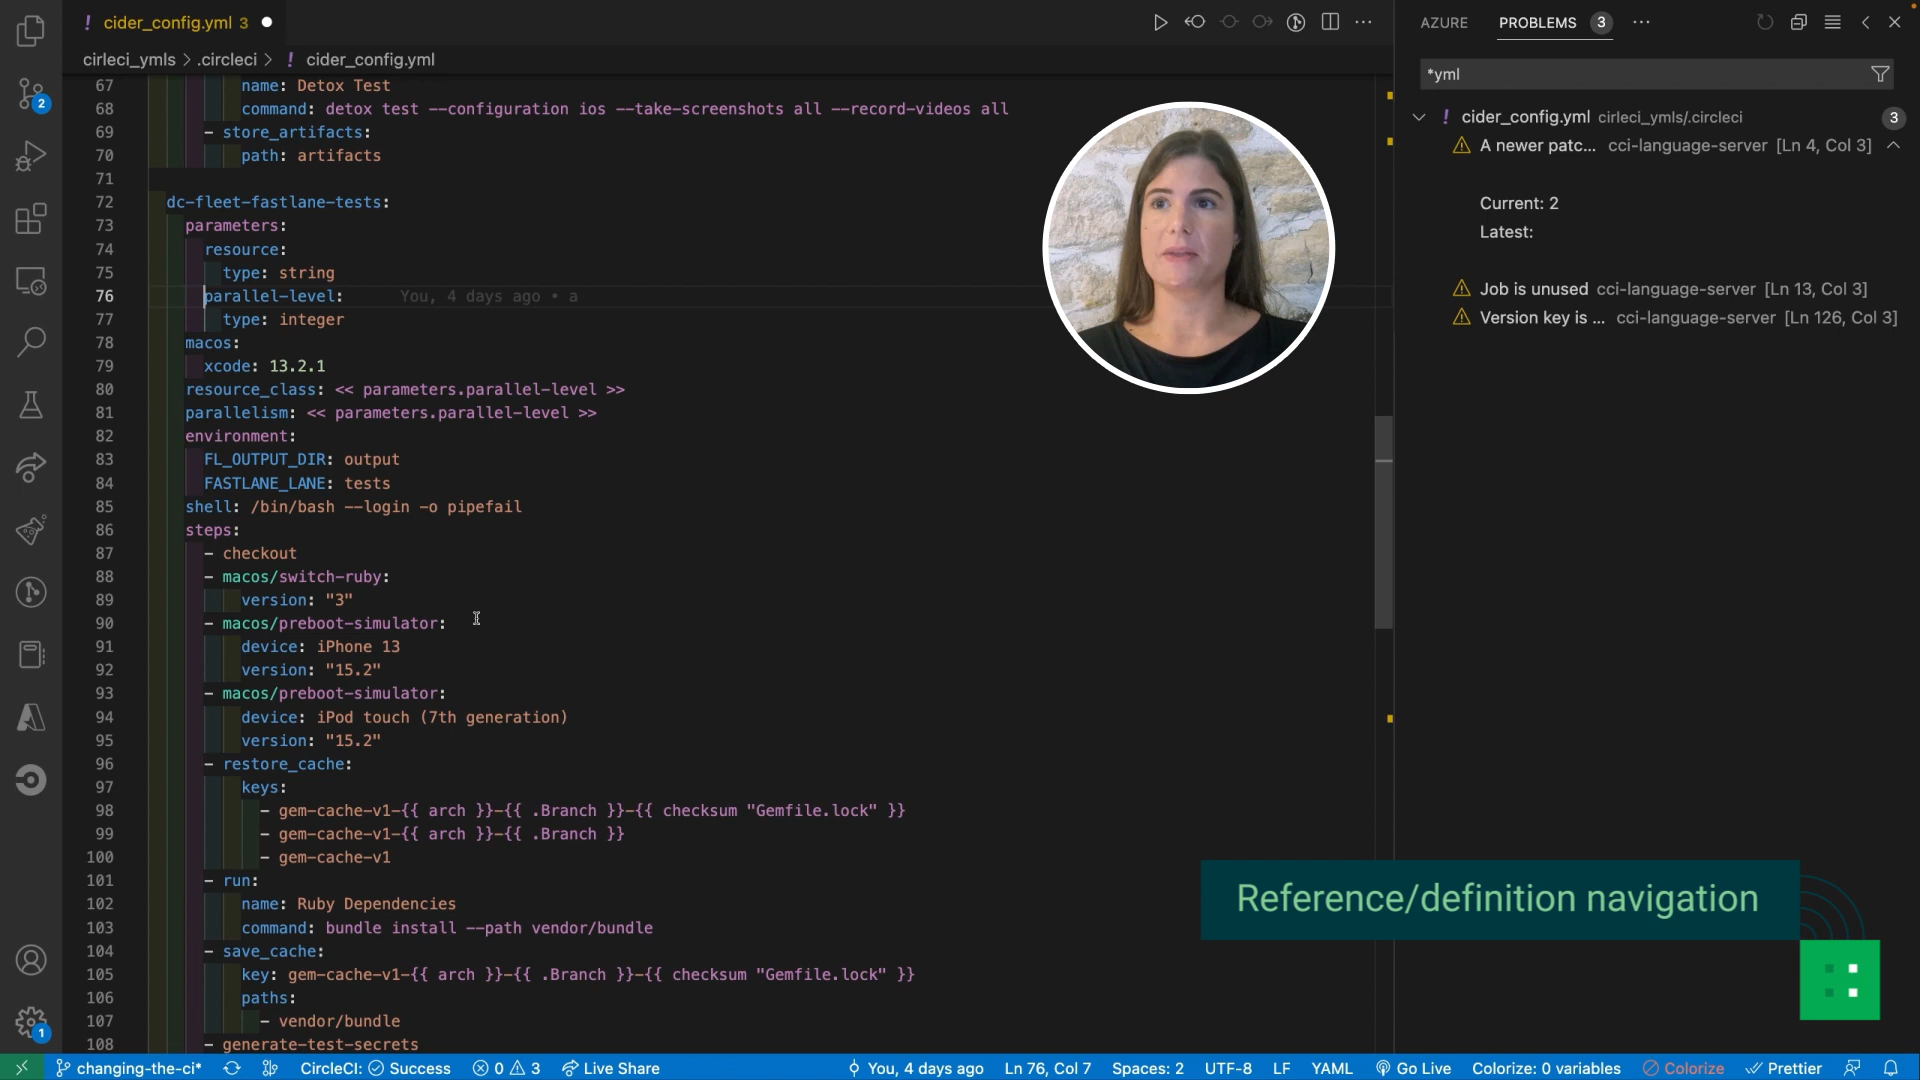 ! cider_config.yml 3
cirleci_ymls > .circleci > ! cider_config.yml
67 name: Detox Test
68 command: detox test --configuration ios --take-screenshots all --record-videos all
69 - store_artifacts:
70 path: artifacts
71
72 dc-fleet-fastlane-tests:
73 parameters:
74 resource:
75 type: string
76 parallel-level: You, 4 days ago • a
77 type: integer
78 macos:
79 xcode: 13.2.1
80 resource_class: << parameters.parallel-level >>
81 parallelism: << parameters.parallel-level >>
82 environment:
83 FL_OUTPUT_DIR: output
84 FASTLANE_LANE: tests
85 shell: /bin/bash --login -o pipefail
86 steps:
87 - checkout
88 - macos/switch-ruby:
89 version: "3"
90 - macos/preboot-simulator:
91 device: iPhone 13
92 version: "15.2"
93 - macos/preboot-simulator:
94 device: iPod touch (7th generation)
95 version: "15.2"
96 - restore_cache:
97 keys:
98 - gem-cache-v1-{{ arch }}-{{ .Branch }}-{{ checksum "Gemfile.lock" }}
99 - gem-cache-v1-{{ arch }}-{{ .Branch }}
100 - gem-cache-v1
101 - run:
102 name: Ruby Dependencies
103 command: bundle install --path vendor/bundle
104 - save_cache:
105 key: gem-cache-v1-{{ arch }}-{{ .Branch }}-{{ checksum "Gemfile.lock" }}
106 paths:
107 - vendor/bundle
108 - generate-test-secrets
AZURE PROBLEMS 3 ...
*yml
! cider_config.yml cirleci_ymls/.circleci 3
A newer patc... cci-language-server [Ln 4, Col 3]
Current: 2
Latest:
Job is unused cci-language-server [Ln 13, Col 3]
Version key is ... cci-language-server [Ln 126, Col 3]
Reference/definition navigation
2
1
changing-the-ci* CircleCI: Success 0 3 Live Share You, 4 days ago Ln 76, Col 7 Spaces: 2 UTF-8 LF YAML Go Live Colorize: 0 variables Colorize Prettier